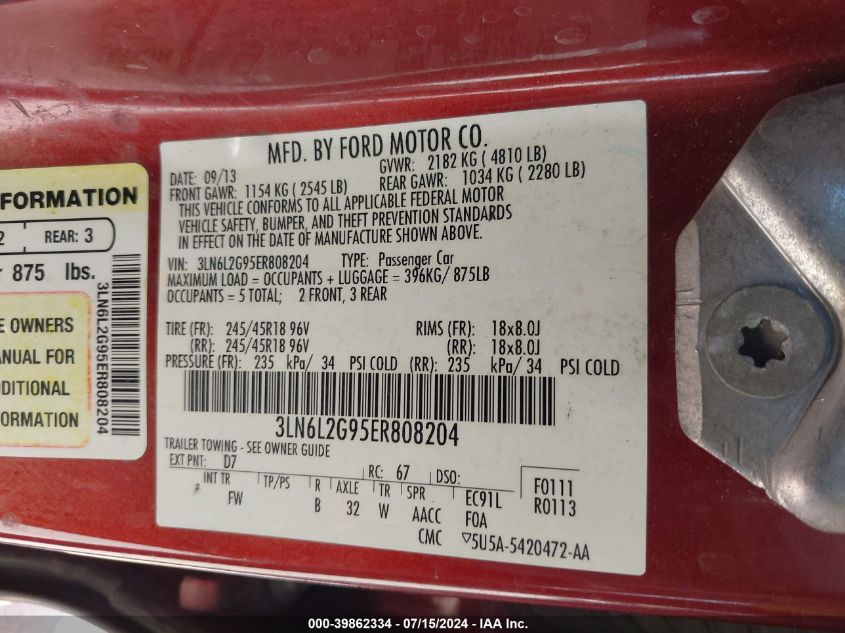 FORMATION
2 REAR: 3
875 lbs.
E OWNERS
ANUAL FOR
DDITIONAL
FORMATION
3LN6L2G95ER808204
MFD. BY FORD MOTOR CO.
DATE: 09/13 GVWR: 2182 KG ( 4810 LB)
FRONT GAWR: 1154 KG ( 2545 LB) REAR GAWR: 1034 KG ( 2280 LB)
THIS VEHICLE CONFORMS TO ALL APPLICABLE FEDERAL MOTOR
VEHICLE SAFETY, BUMPER, AND THEFT PREVENTION STANDARDS
IN EFFECT ON THE DATE OF MANUFACTURE SHOWN ABOVE.
VIN: 3LN6L2G95ER808204 TYPE: Passenger Car
MAXIMUM LOAD = OCCUPANTS + LUGGAGE = 396KG/ 875LB
OCCUPANTS = 5 TOTAL; 2 FRONT, 3 REAR
TIRE (FR): 245/45R18 96V RIMS (FR): 18x8.0J
(RR): 245/45R18 96V (RR): 18x8.0J
PRESSURE (FR): 235 kPa/ 34 PSI COLD (RR): 235 kPa/ 34 PSI COLD
3LN6L2G95ER808204
TRAILER TOWING - SEE OWNER GUIDE
EXT PNT: D7 RC: 67 DSO:
INT TR TP/PS R AXLE TR SPR EC91L F0111
FW B 32 W AACC FOA R0113
CMC ▽5U5A-5420472-AA
000-39862334 - 07/15/2024 - IAA Inc.